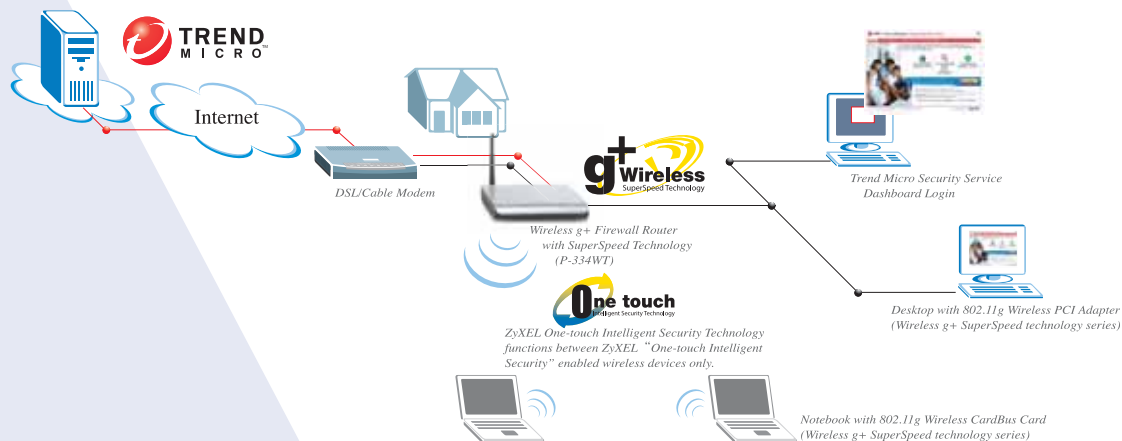 TREND
MICRO™
Internet
DSL/Cable Modem
g+
Wireless
SuperSpeed Technology
Trend Micro Security Service
Dashboard Login
Wireless g+ Firewall Router
with SuperSpeed Technology
(P-334WT)
One touch
Intelligent Security Technology
Desktop with 802.11g Wireless PCI Adapter
(Wireless g+ SuperSpeed technology series)
ZyXEL One-touch Intelligent Security Technology
functions between ZyXEL “One-touch Intelligent
Security” enabled wireless devices only.
Notebook with 802.11g Wireless CardBus Card
(Wireless g+ SuperSpeed technology series)